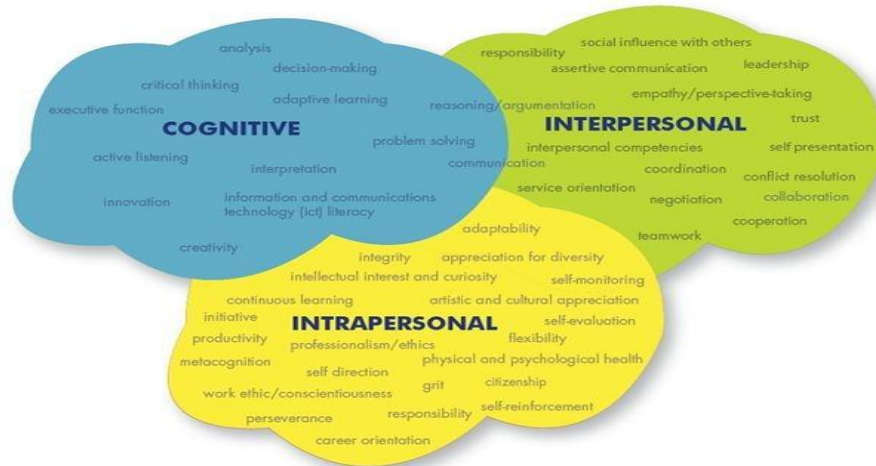 analysis
decision-making
critical thinking
executive function
adaptive learning
COGNITIVE
problem solving
active listening
interpretation
innovation
information and communications
technology (ict) literacy
creativity
responsibility
social influence with others
assertive communication
leadership
empathy/perspective-taking
reasoning/argumentation
trust
INTERPERSONAL
interpersonal competencies
self presentation
communication
coordination
conflict resolution
service orientation
negotiation
collaboration
cooperation
teamwork
adaptability
integrity
appreciation for diversity
intellectual interest and curiosity
self-monitoring
continuous learning
artistic and cultural appreciation
initiative
INTRAPERSONAL
self-evaluation
productivity
professionalism/ethics
flexibility
metacognition
physical and psychological health
self direction
grit
citizenship
work ethic/conscientiousness
perseverance
responsibility
self-reinforcement
career orientation